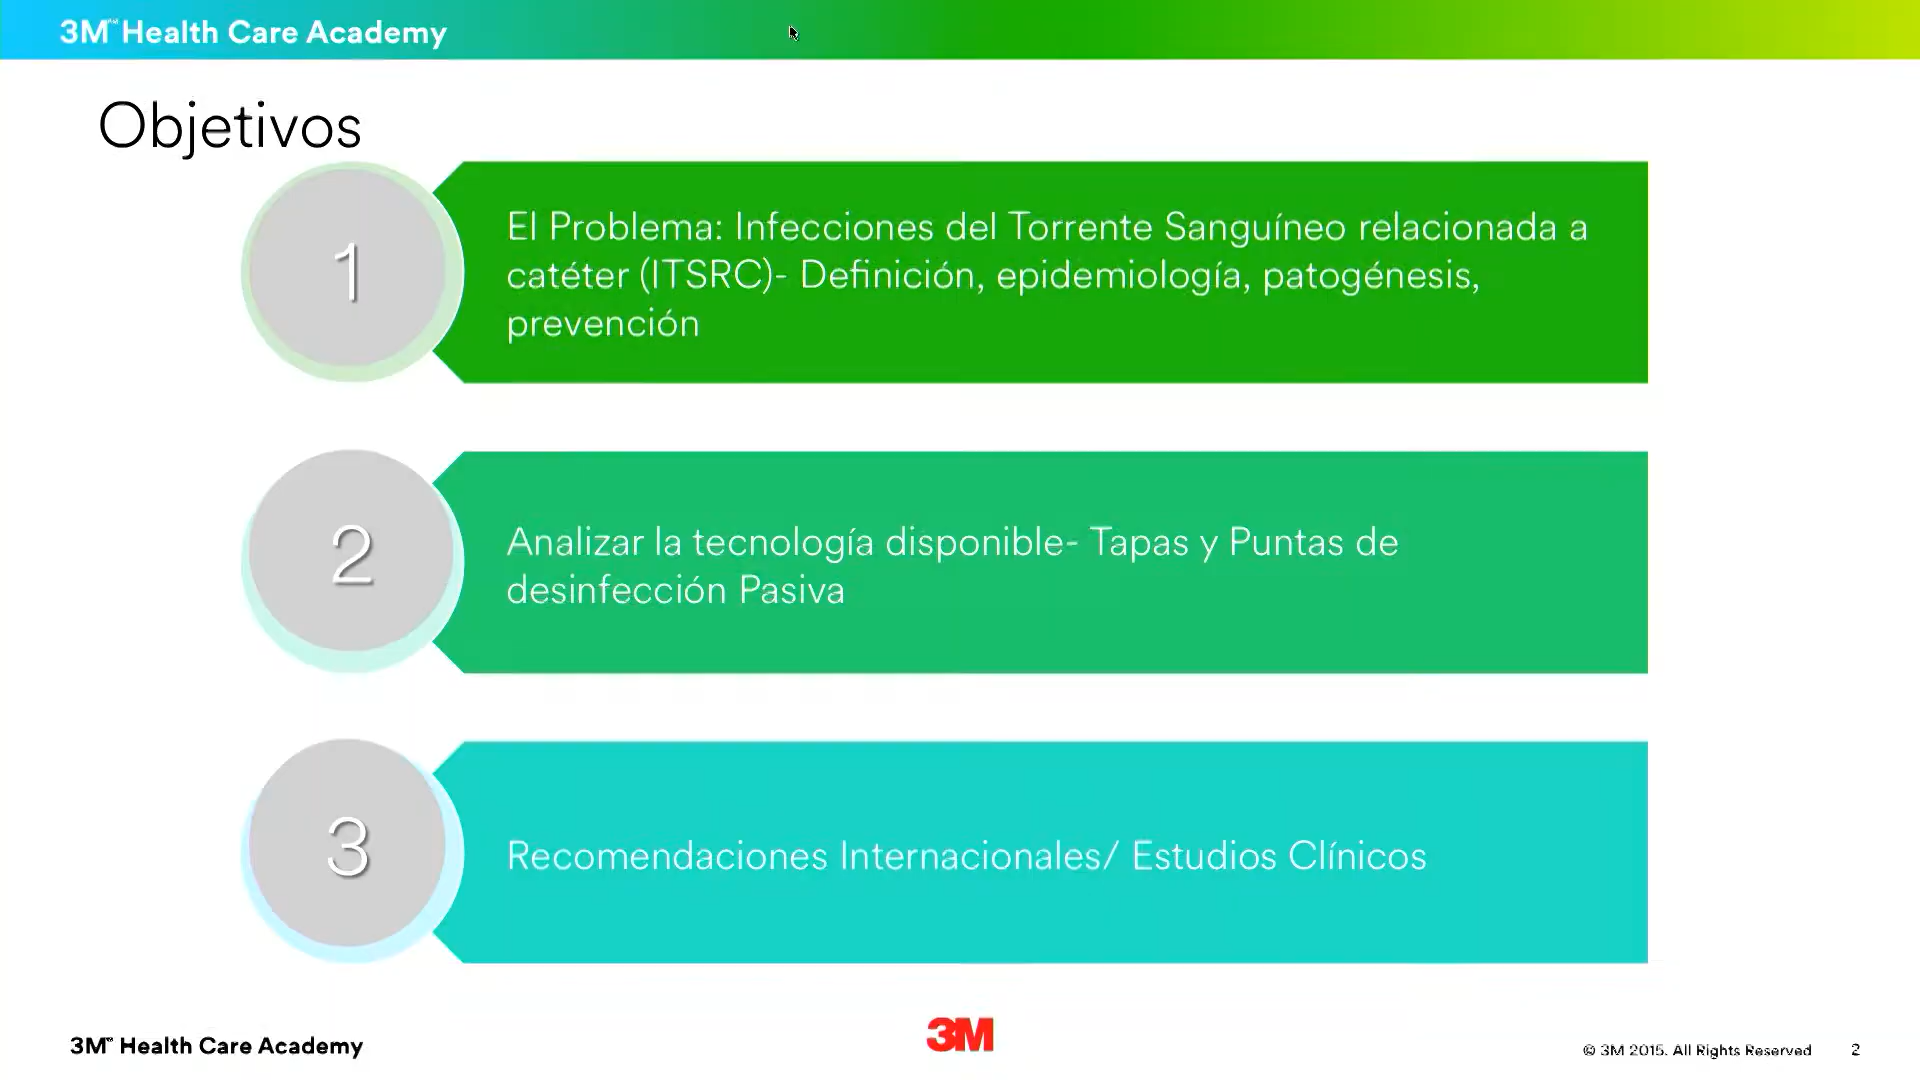 3M™ Health Care Academy
Objetivos
1
El Problema: Infecciones del Torrente Sanguíneo relacionada a
catéter (ITSRC)- Definición, epidemiología, patogénesis,
prevención
2
Analizar la tecnología disponible- Tapas y Puntas de
desinfección Pasiva
3
Recomendaciones Internacionales/ Estudios Clínicos
3M™ Health Care Academy
3M
© 3M 2015. All Rights Reserved
2